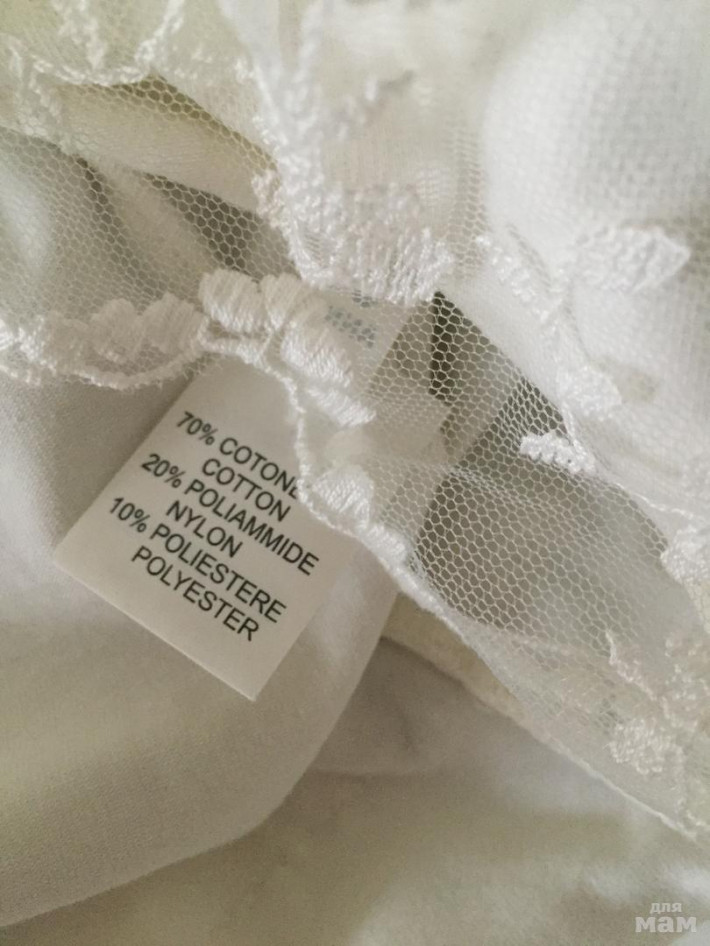 70% COTONE
COTTON
20% POLIAMMIDE
NYLON
10% POLIESTERE
POLYESTER
для
мам